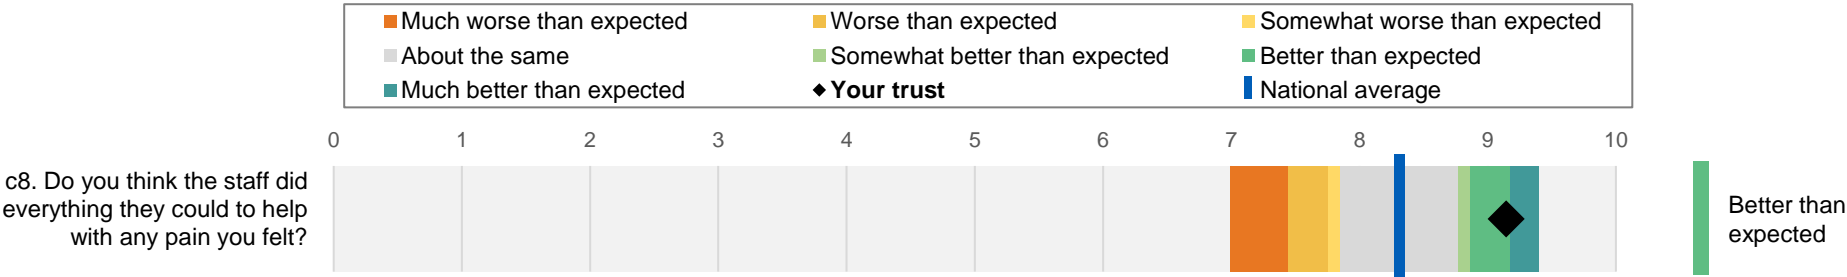 Much worse than expected Worse than expected Somewhat worse than expected
About the same Somewhat better than expected Better than expected
Much better than expected Your trust National average
0 1 2 3 4 5 6 7 8 9 10
c8. Do you think the staff did
everything they could to help
with any pain you felt?
Better than
expected